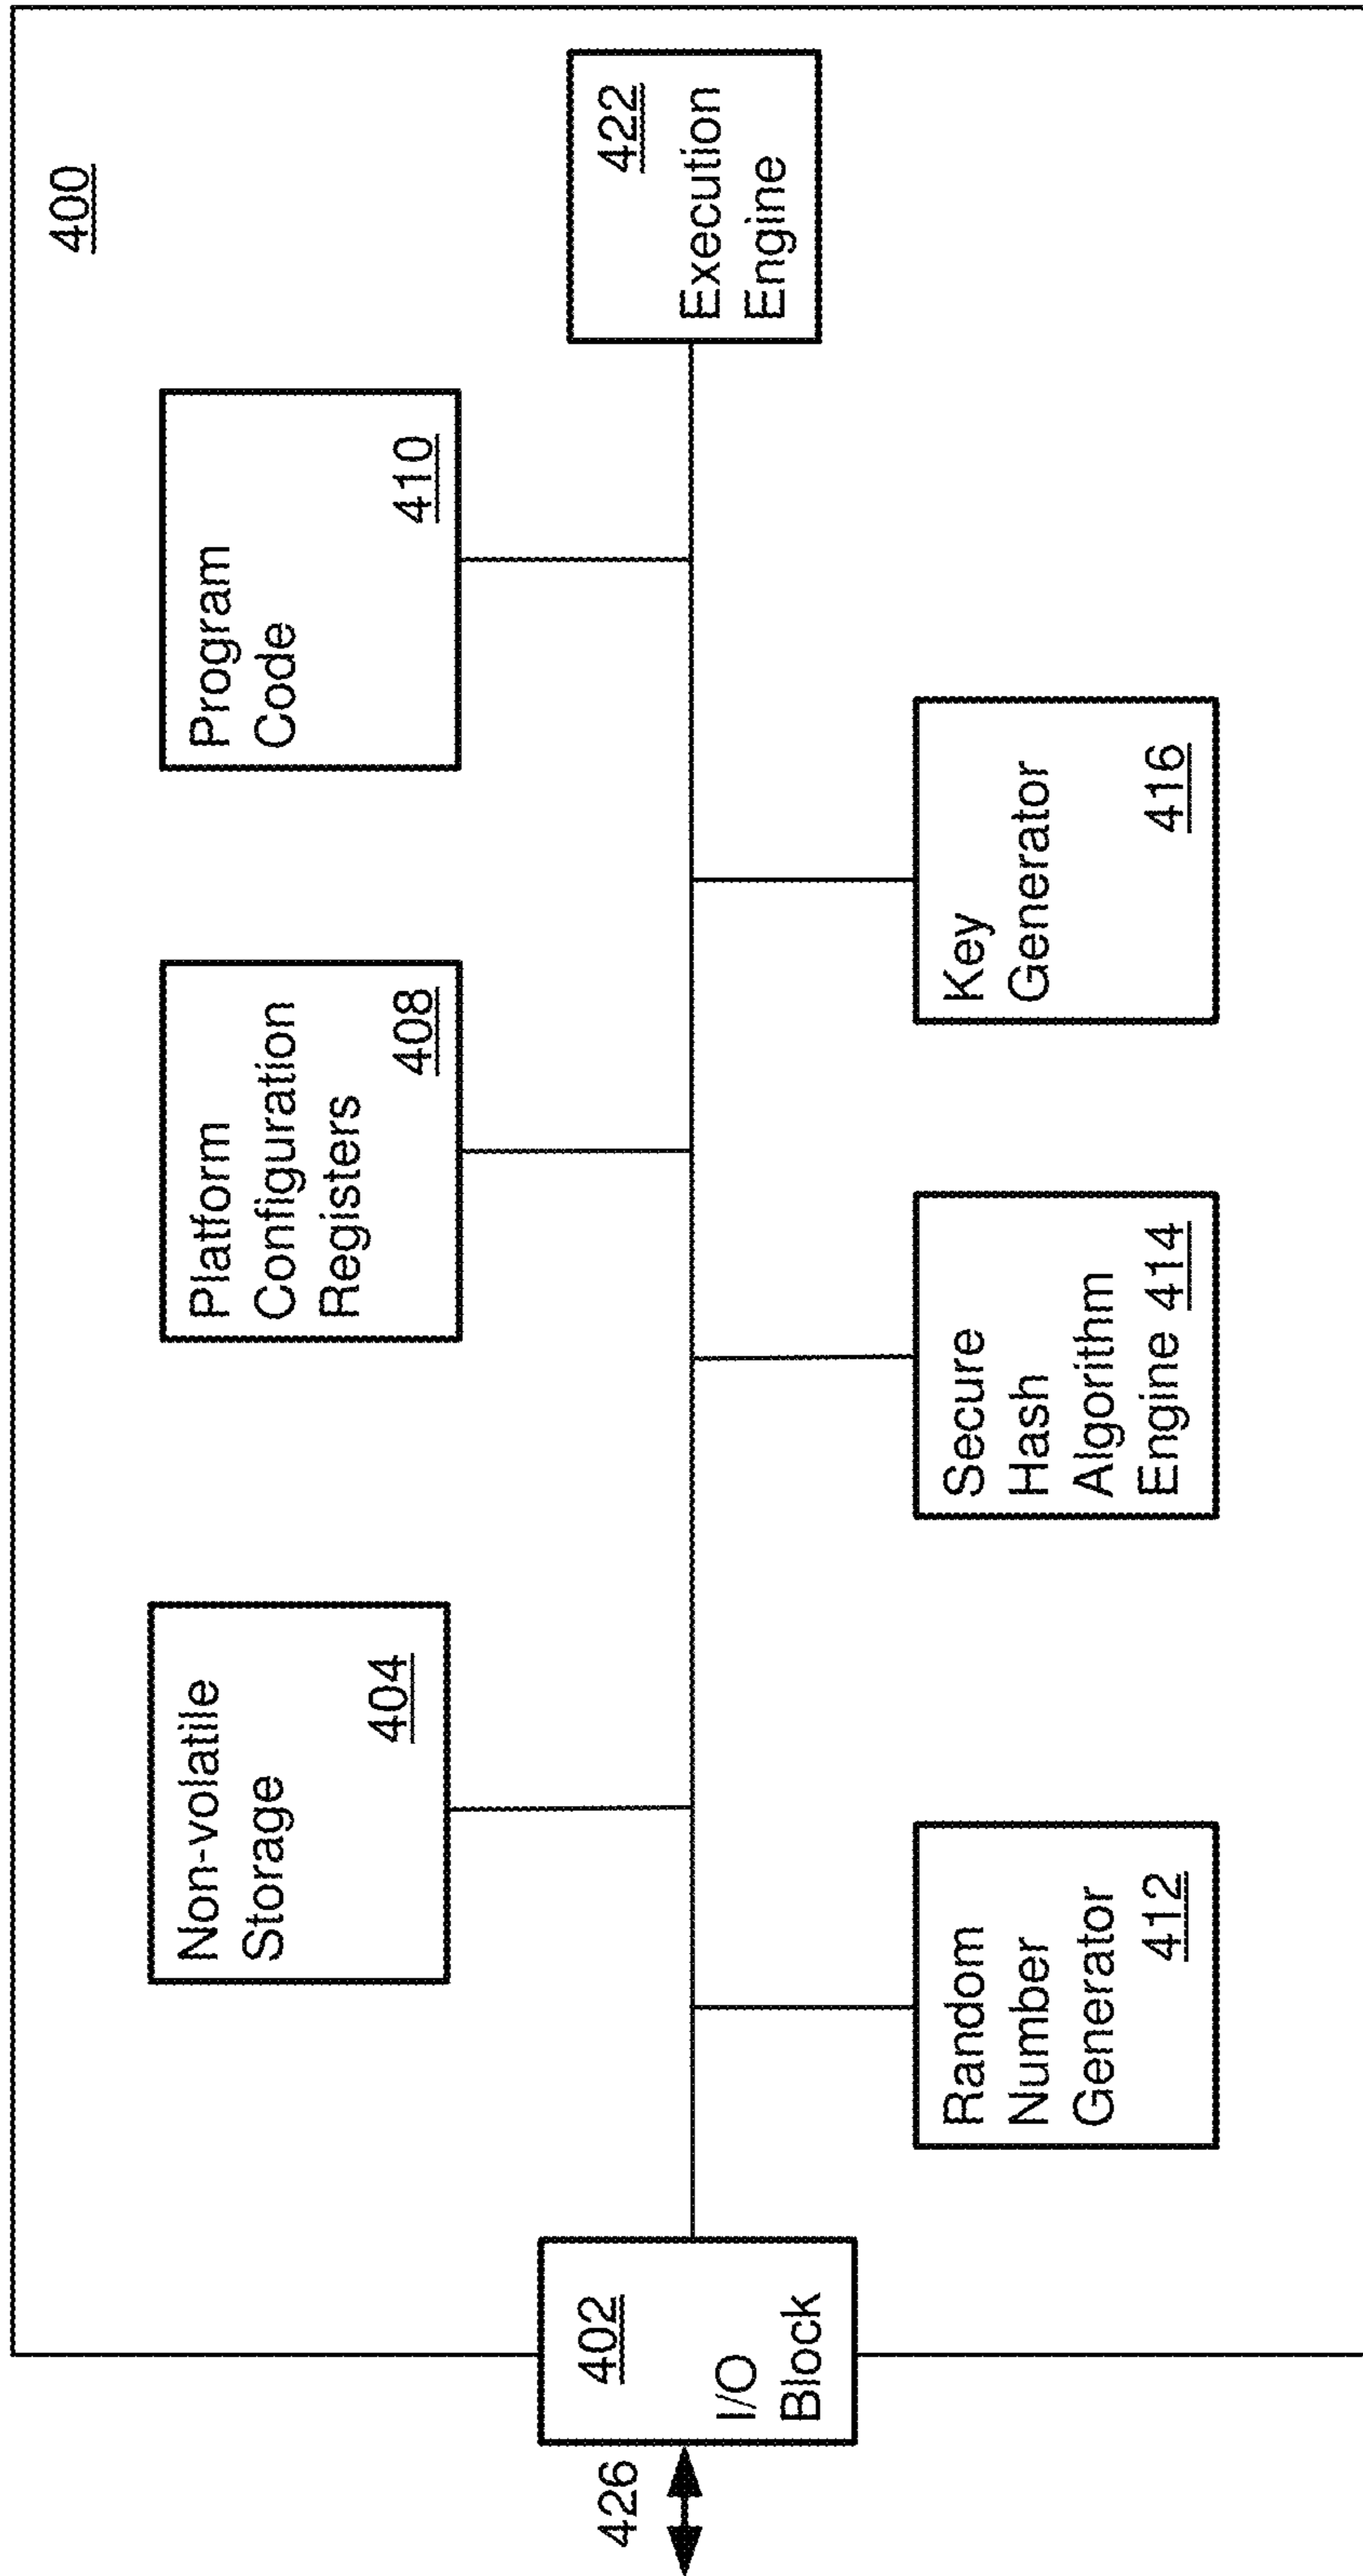 400
Non-volatile
Storage
404
Platform
Configuration
Registers
408
Program
Code
410
426
402
I/O
Block
422
Execution
Engine
Random
Number
Generator
412
Secure
Hash
Algorithm
Engine 414
Key
Generator
416